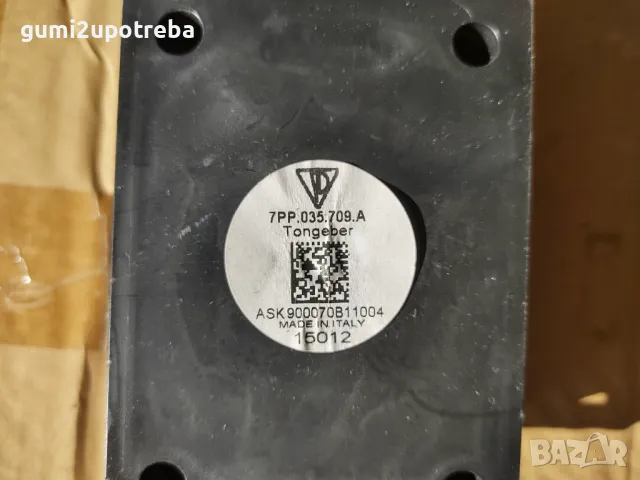 gumi2upotreba
7PP.035.709.A
Tongeber
ASK900070B11004
MADE IN ITALY
15012
BAZAR